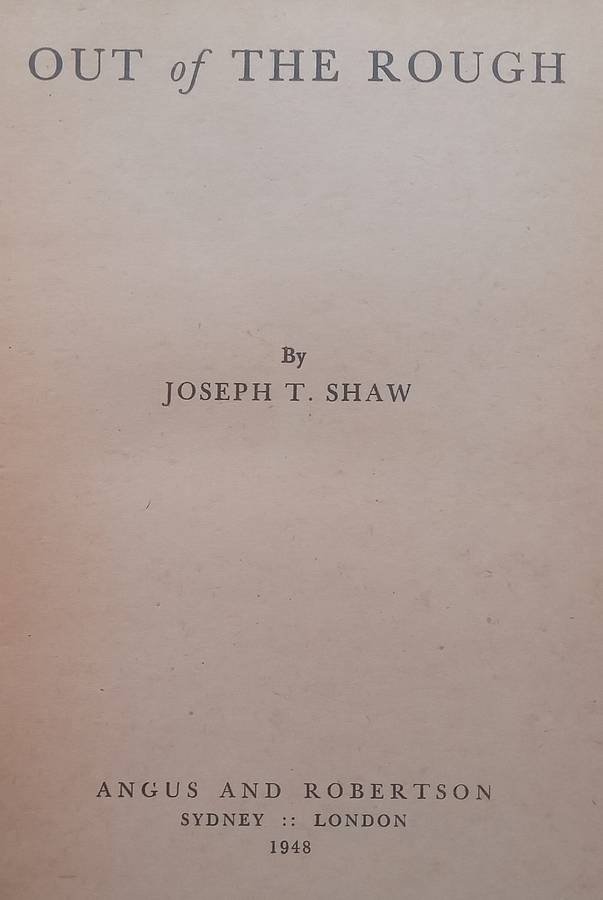 OUT of THE ROUGH
By
JOSEPH T. SHAW
ANGUS AND ROBERTSON
SYDNEY :: LONDON
1948